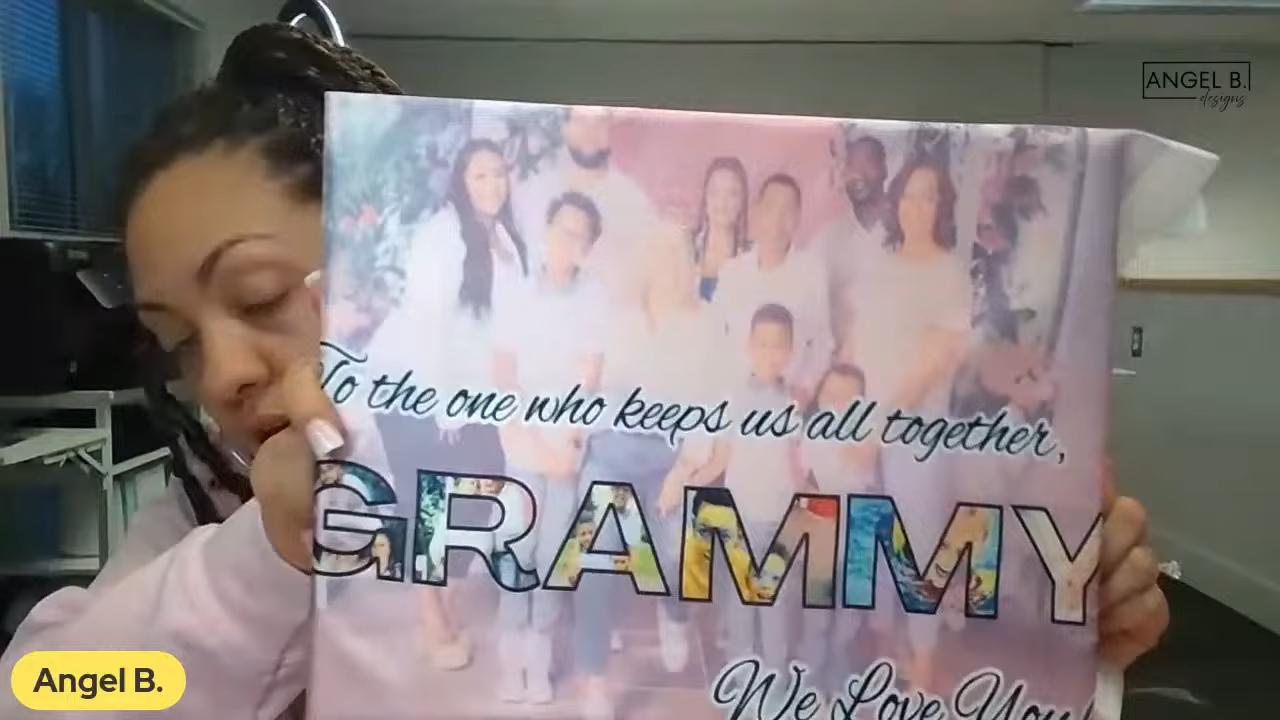 ANGEL B.
designs
To the one who keeps us all together,
GRAMMY
We Love You!
Angel B.